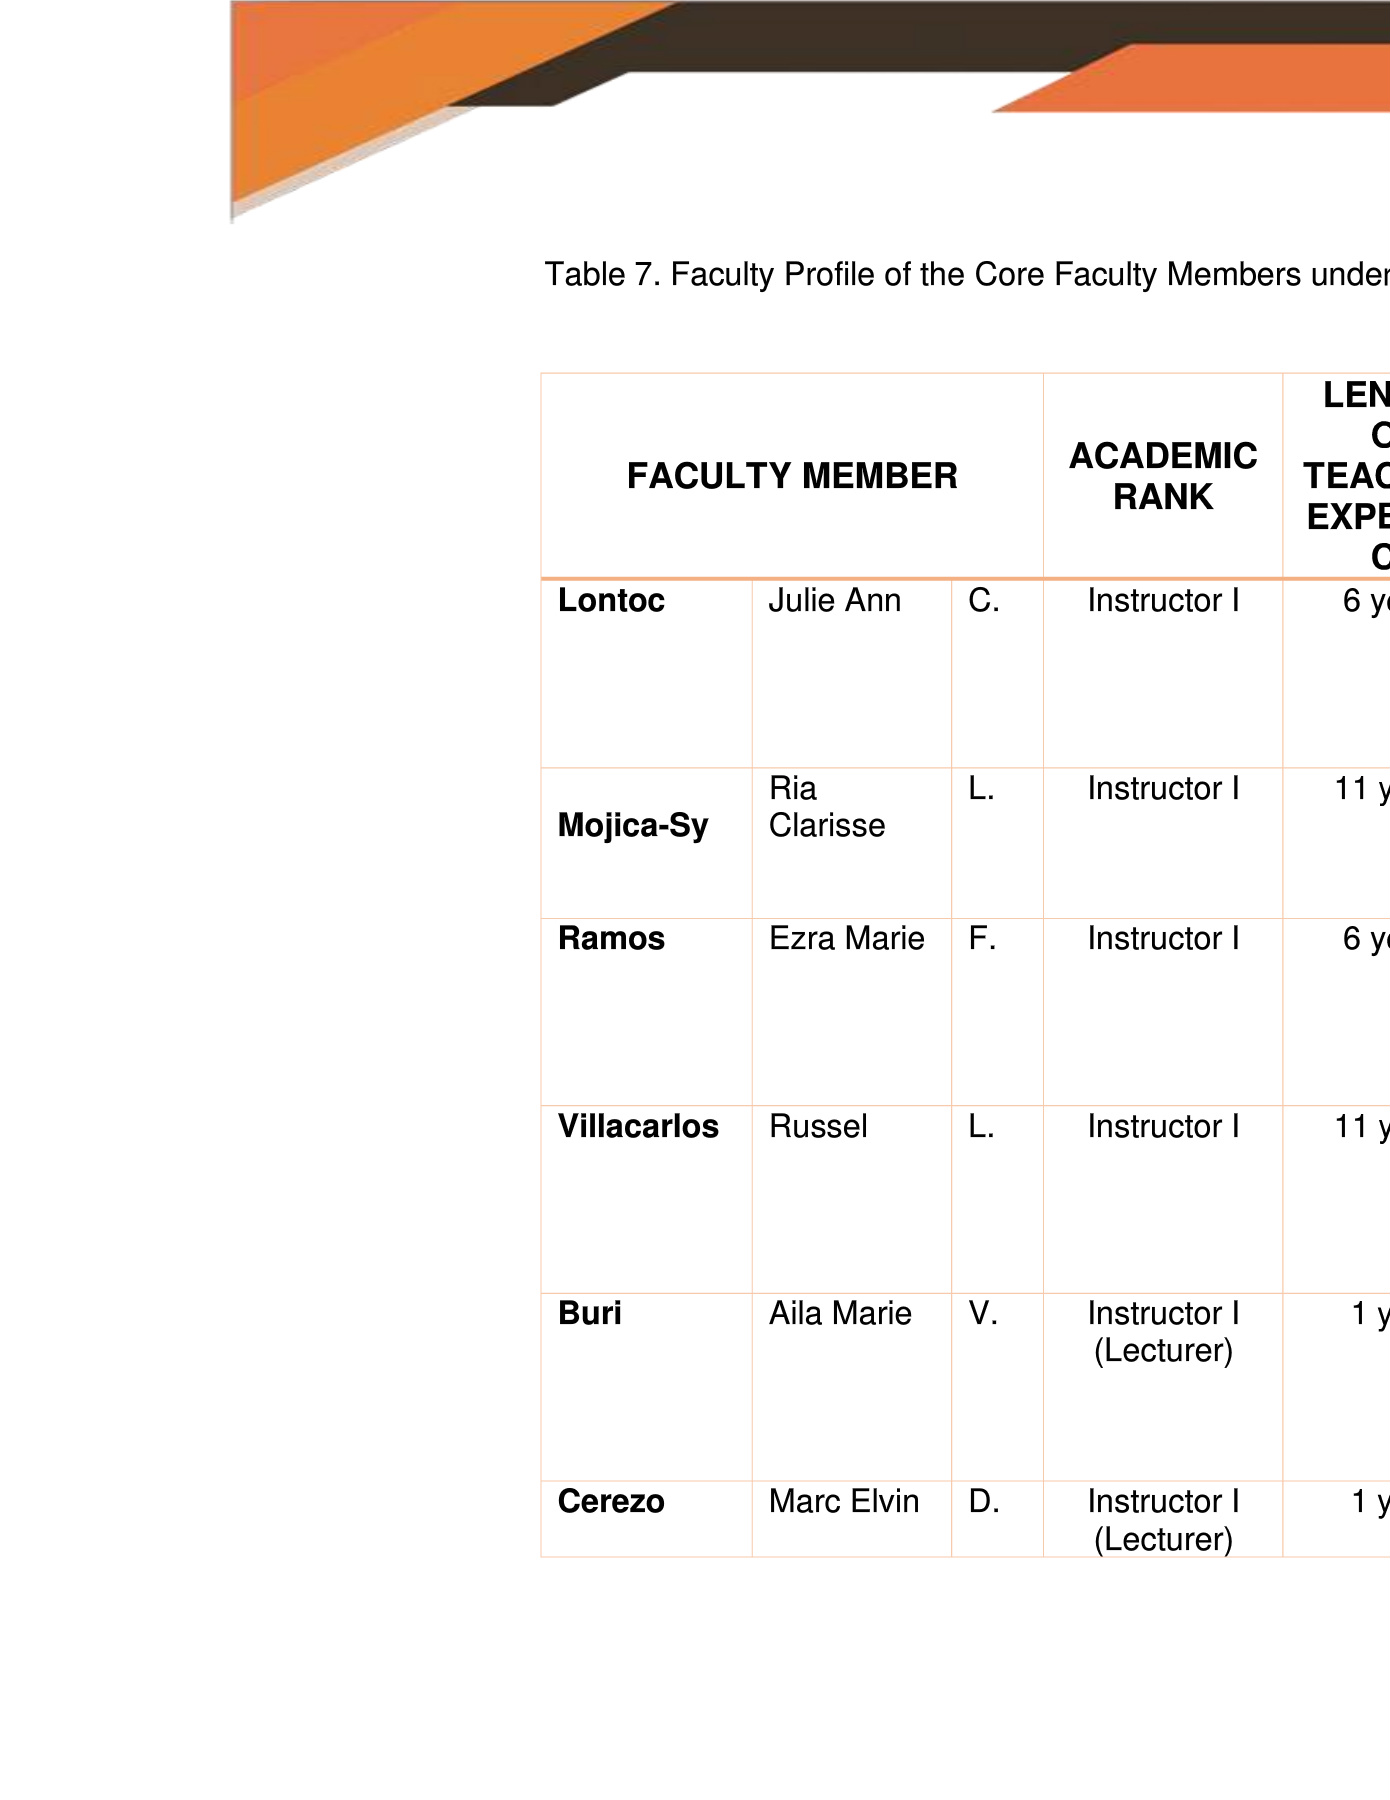 Table 7. Faculty Profile of the Core Faculty Members under
FACULTY MEMBER
ACADEMIC
RANK
LEN
TEAC
EXPE
Lontoc Julie Ann C. Instructor I 6 ye
Ria L. Instructor I 11 y
Mojica-Sy Clarisse
Ramos Ezra Marie F. Instructor I 6 ye
Villacarlos Russel L. Instructor I 11 y
Buri Aila Marie V. Instructor I 1 y
(Lecturer)
Cerezo Marc Elvin D. Instructor I 1 y
(Lecturer)